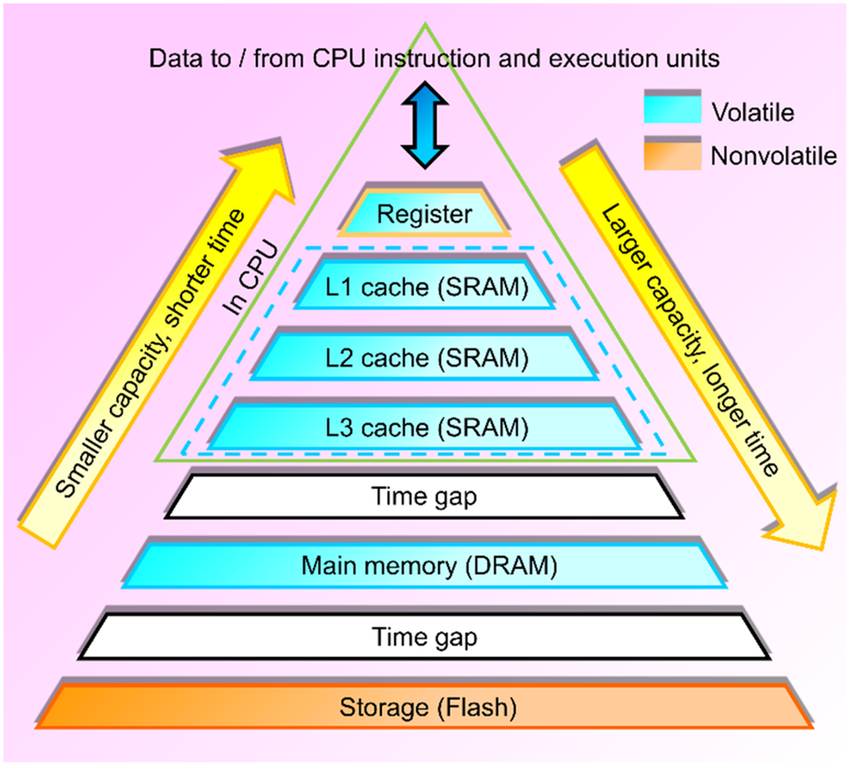 Data to / from CPU instruction and execution units
Volatile
Nonvolatile
Smaller capacity, shorter time
In CPU
Larger capacity, longer time
Register
L1 cache (SRAM)
L2 cache (SRAM)
L3 cache (SRAM)
Time gap
Main memory (DRAM)
Time gap
Storage (Flash)